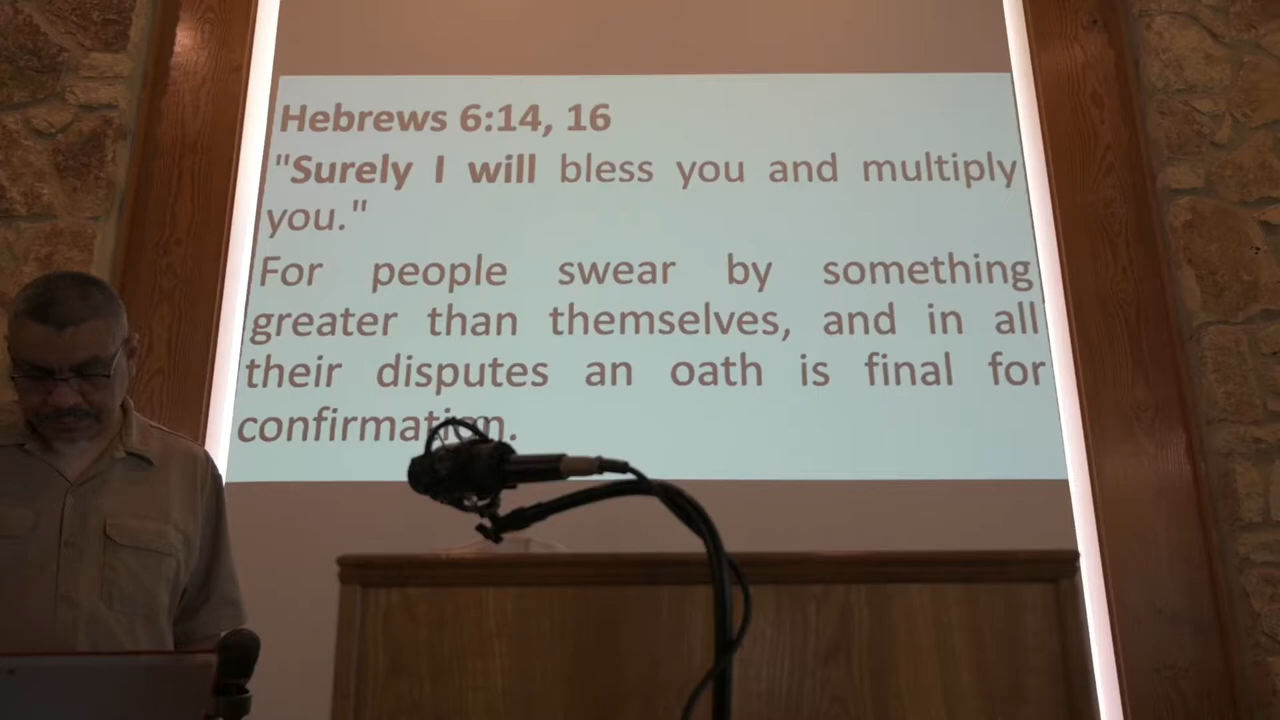 Hebrews 6:14, 16
"Surely I will bless you and multiply
you."
For people swear by something
greater than themselves, and in all
their disputes an oath is final for
confirmation.